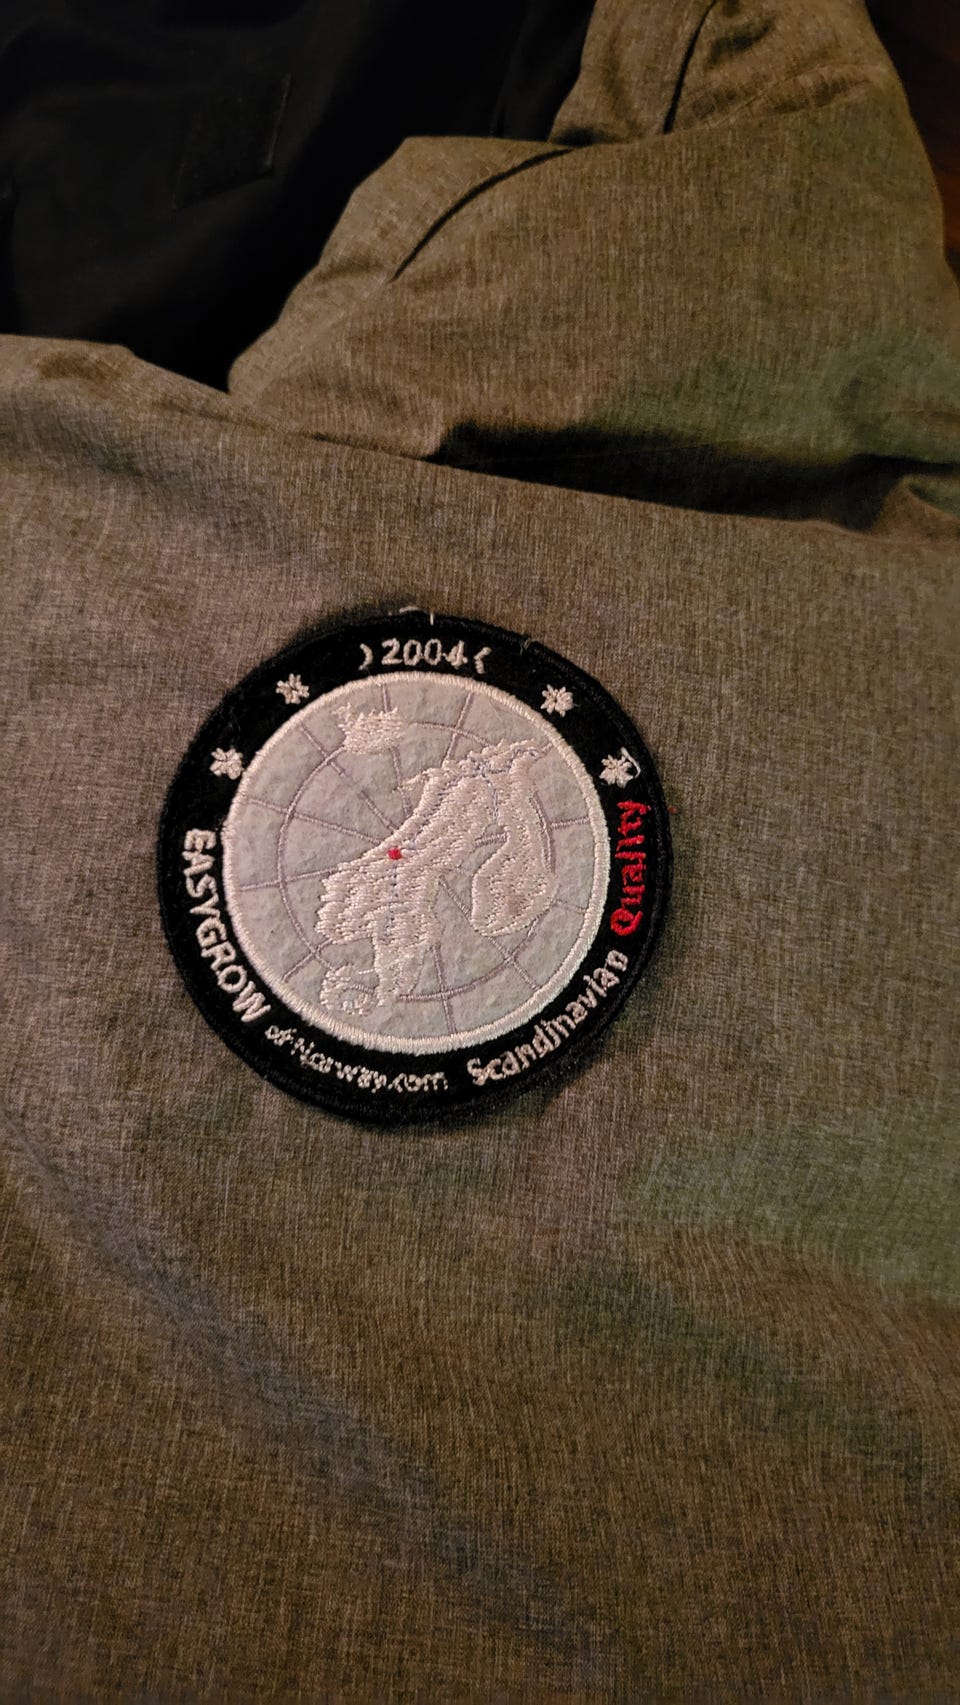 2004
EASYGROW
of Norway.com
Scandinavian Quality